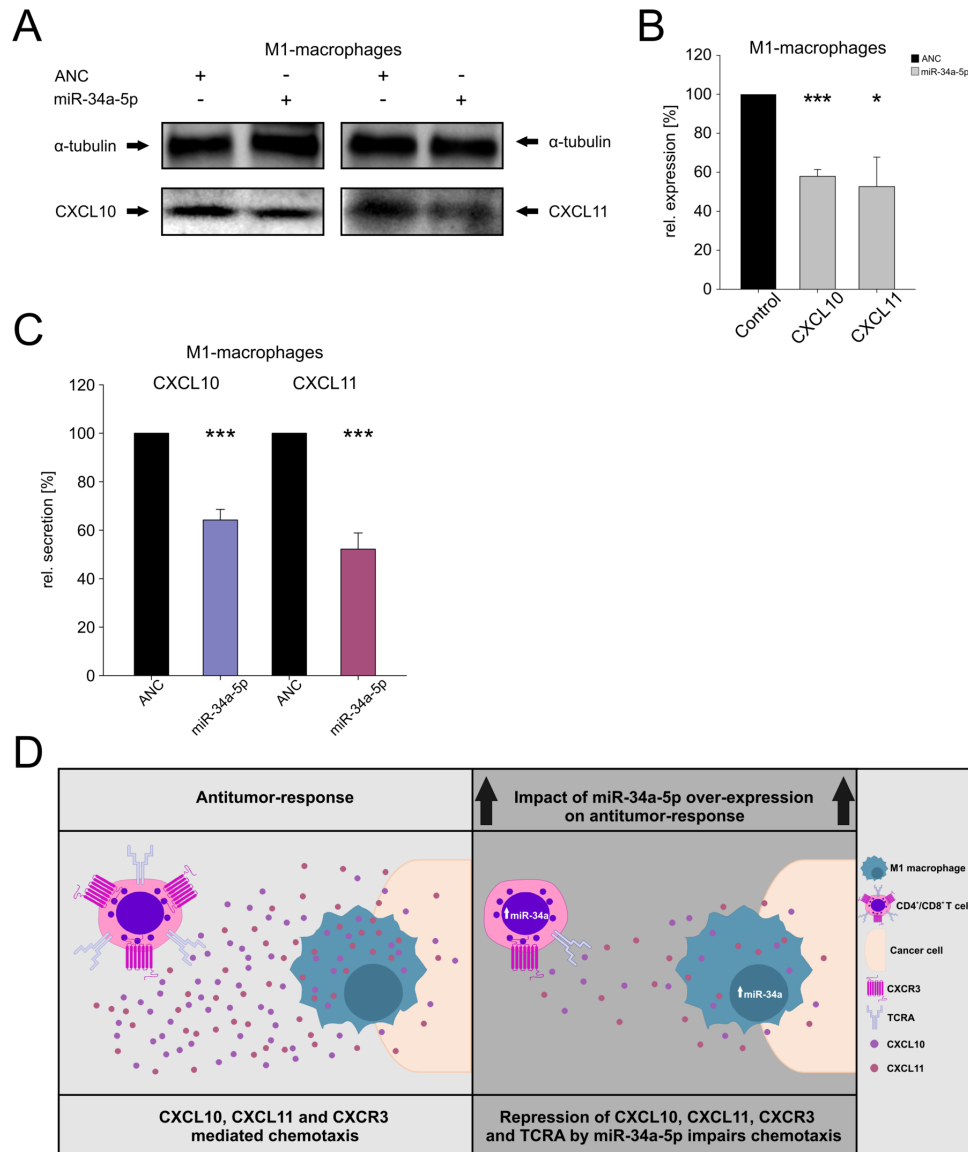 A
M1-macrophages
ANC + - + -
miR-34a-5p - + - +
α-tubulin
α-tubulin
CXCL10
CXCL11
B
M1-macrophages
ANC
miR-34a-5p
rel. expression [%]
120
100
80
60
40
20
0
***
*
Control
CXCL10
CXCL11
C
M1-macrophages
CXCL10
CXCL11
rel. secretion [%]
120
100
80
60
40
20
0
***
***
ANC
miR-34a-5p
ANC
miR-34a-5p
D
Antitumor-response
Impact of miR-34a-5p over-expression
on antitumor-response
miR-34a
miR-34a
M1 macrophage
CD4⁺/CD8⁺ T cell
Cancer cell
CXCR3
TCRA
CXCL10
CXCL11
CXCL10, CXCL11 and CXCR3
mediated chemotaxis
Repression of CXCL10, CXCL11, CXCR3
and TCRA by miR-34a-5p impairs chemotaxis